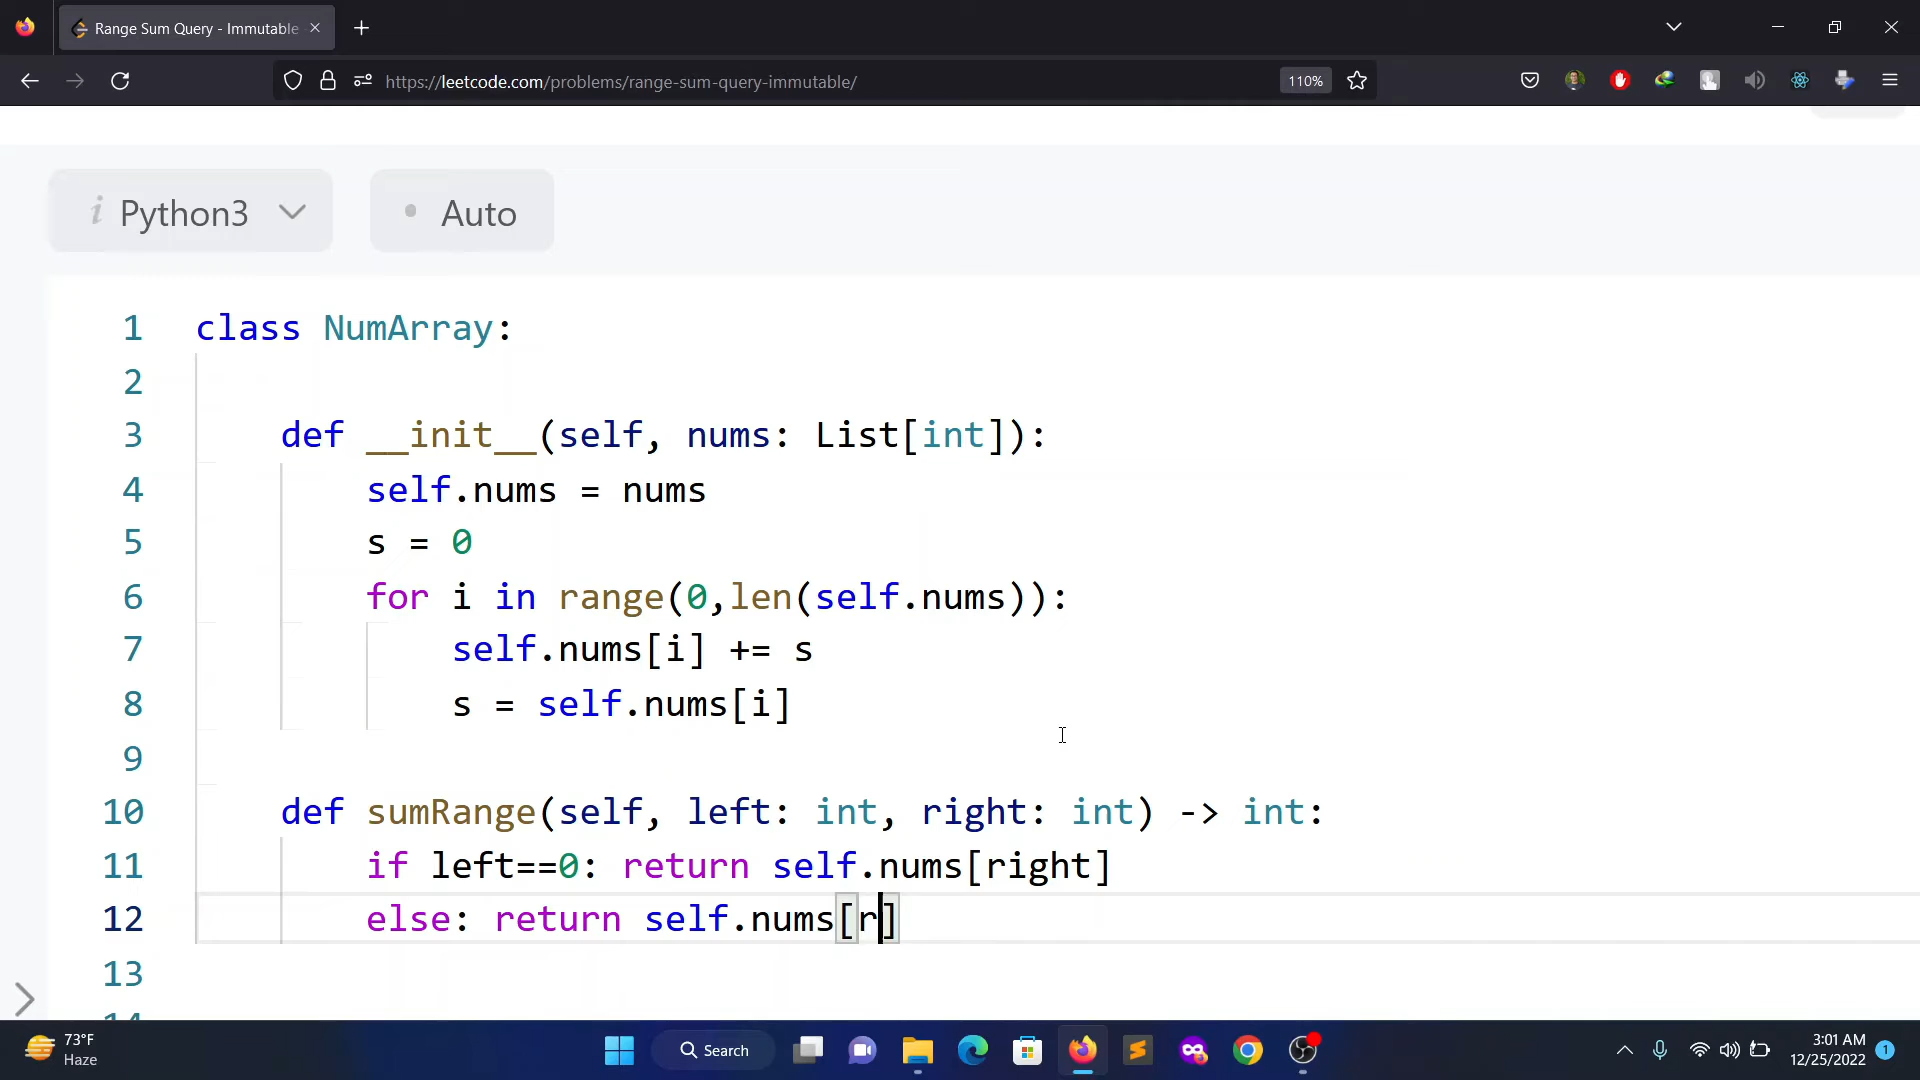 Range Sum Query - Immutable
https://leetcode.com/problems/range-sum-query-immutable/
110%
i Python3
Auto
1 class NumArray:
2
3 def __init__(self, nums: List[int]):
4 self.nums = nums
5 s = 0
6 for i in range(0,len(self.nums)):
7 self.nums[i] += s
8 s = self.nums[i]
9
10 def sumRange(self, left: int, right: int) -> int:
11 if left==0: return self.nums[right]
12 else: return self.nums[r]
13
14
73°F
Haze
Search
3:01 AM
12/25/2022
1